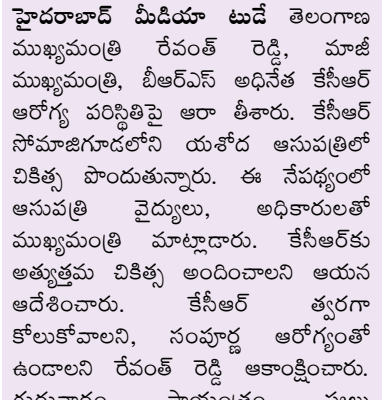 హైదరాబాద్ మీడియా టుడే తెలంగాణ
ముఖ్యమంత్రి రేవంత్ రెడ్డి, మాజీ
ముఖ్యమంత్రి, బీఆర్ఎస్ అధినేత కేసీఆర్
ఆరోగ్య పరిస్థితిపై ఆరా తీశారు. కేసీఆర్
సోమాజిగూడలోని యశోద ఆసుపత్రిలో
చికిత్స పొందుతున్నారు. ఈ నేపథ్యంలో
ఆసుపత్రి వైద్యులు, అధికారులతో
ముఖ్యమంత్రి మాట్లాడారు. కేసీఆర్‌కు
అత్యుత్తమ చికిత్స అందించాలని ఆయన
ఆదేశించారు. కేసీఆర్ త్వరగా
కోలుకోవాలని, సంపూర్ణ ఆరోగ్యంతో
ఉండాలని రేవంత్ రెడ్డి ఆకాంక్షించారు.